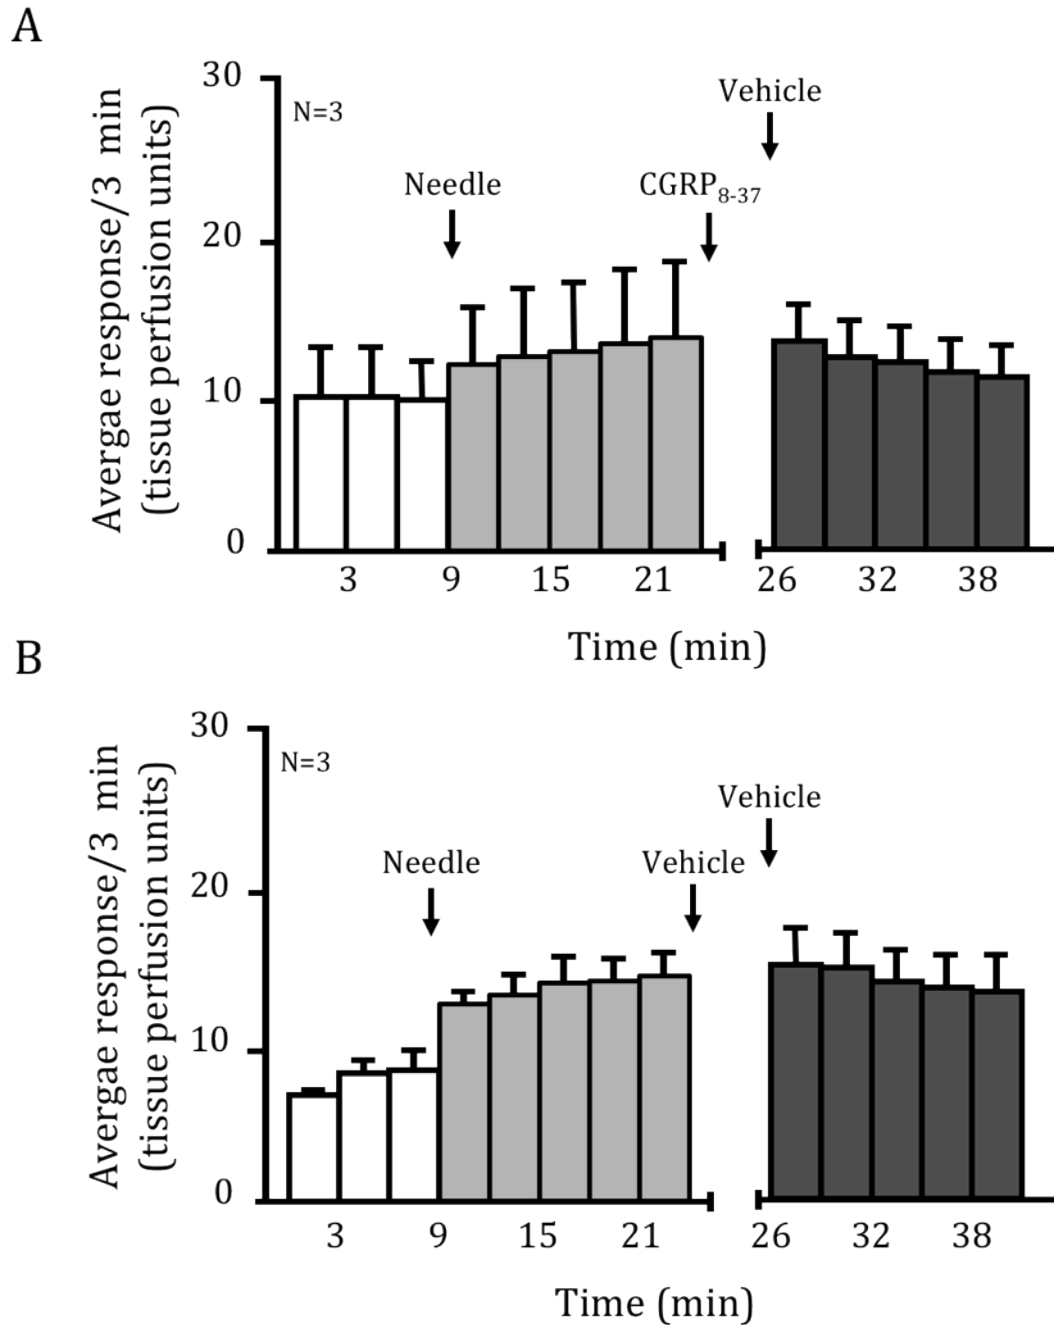 A
Avergae response/3 min
(tissue perfusion units)
30
20
10
0
N=3
Needle
CGRP8-37
Vehicle
3 9 15 21 26 32 38
Time (min)
B
Avergae response/3 min
(tissue perfusion units)
30
20
10
0
N=3
Needle
Vehicle
Vehicle
3 9 15 21 26 32 38
Time (min)